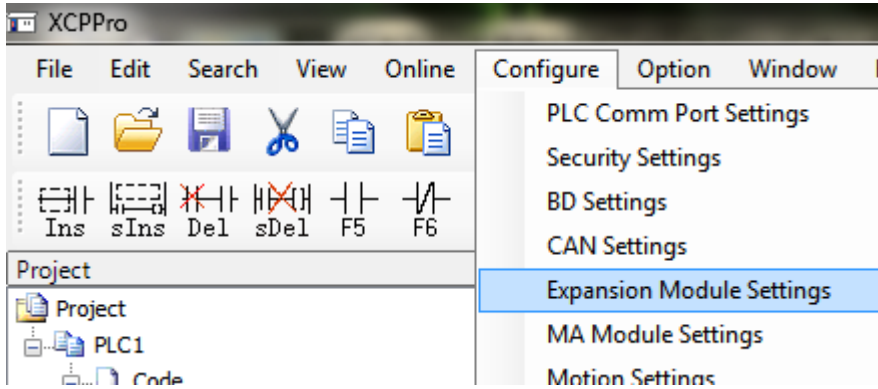 XCPPro
File Edit Search View Online Configure Option Window
PLC Comm Port Settings
Security Settings
BD Settings
CAN Settings
Expansion Module Settings
MA Module Settings
Motion Settings
Ins sIns Del sDel F5 F6
Project
Project
PLC1
Code